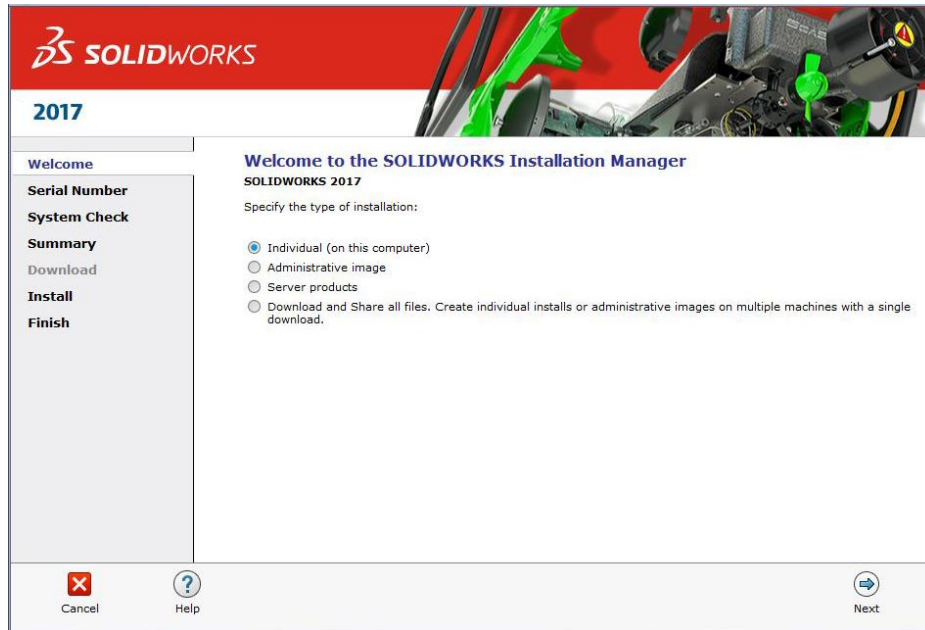 SOLIDWORKS
2017
Welcome
Serial Number
System Check
Summary
Download
Install
Finish
Welcome to the SOLIDWORKS Installation Manager
SOLIDWORKS 2017
Specify the type of installation:
Individual (on this computer)
Administrative image
Server products
Download and Share all files. Create individual installs or administrative images on multiple machines with a single
download.
Cancel
Help
Next